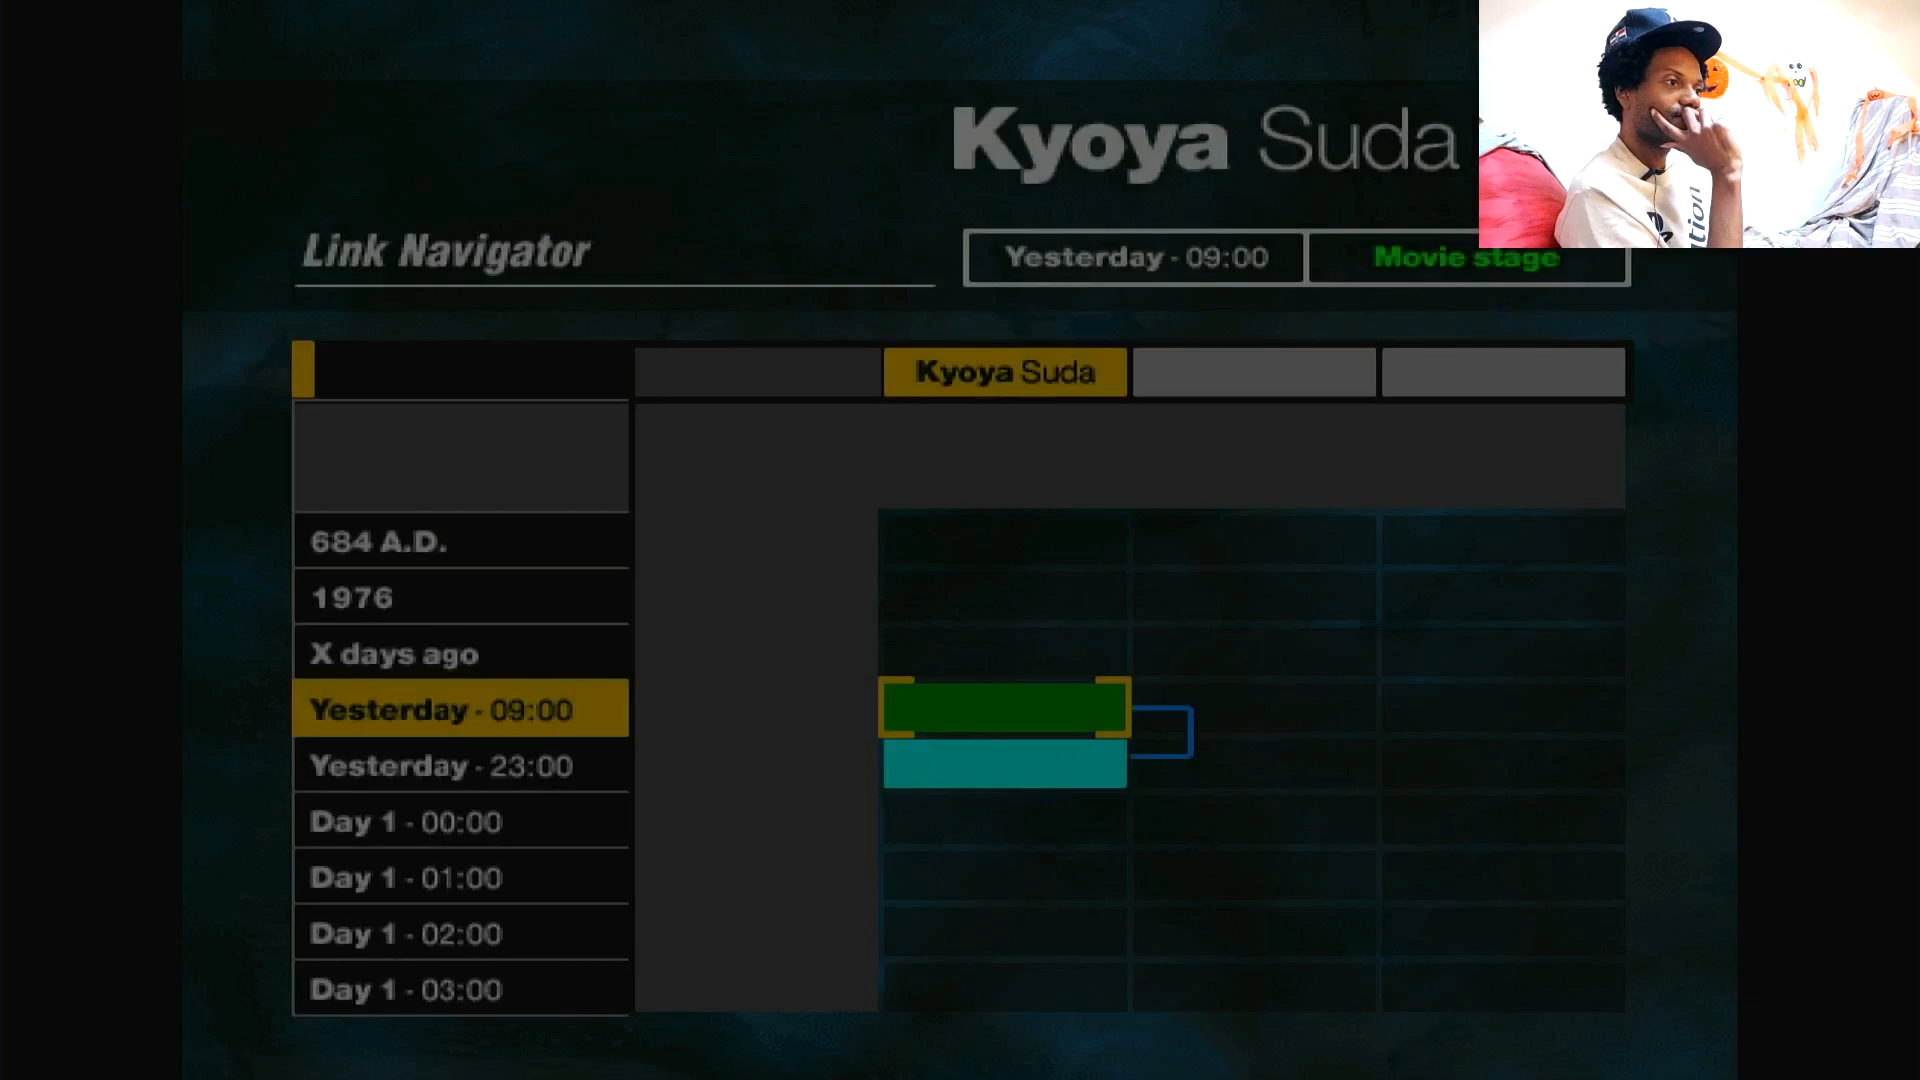 Kyoya Suda
Link Navigator
Yesterday - 09:00
Movie stage
Kyoya Suda
684 A.D.
1976
X days ago
Yesterday - 09:00
Yesterday - 23:00
Day 1 - 00:00
Day 1 - 01:00
Day 1 - 02:00
Day 1 - 03:00